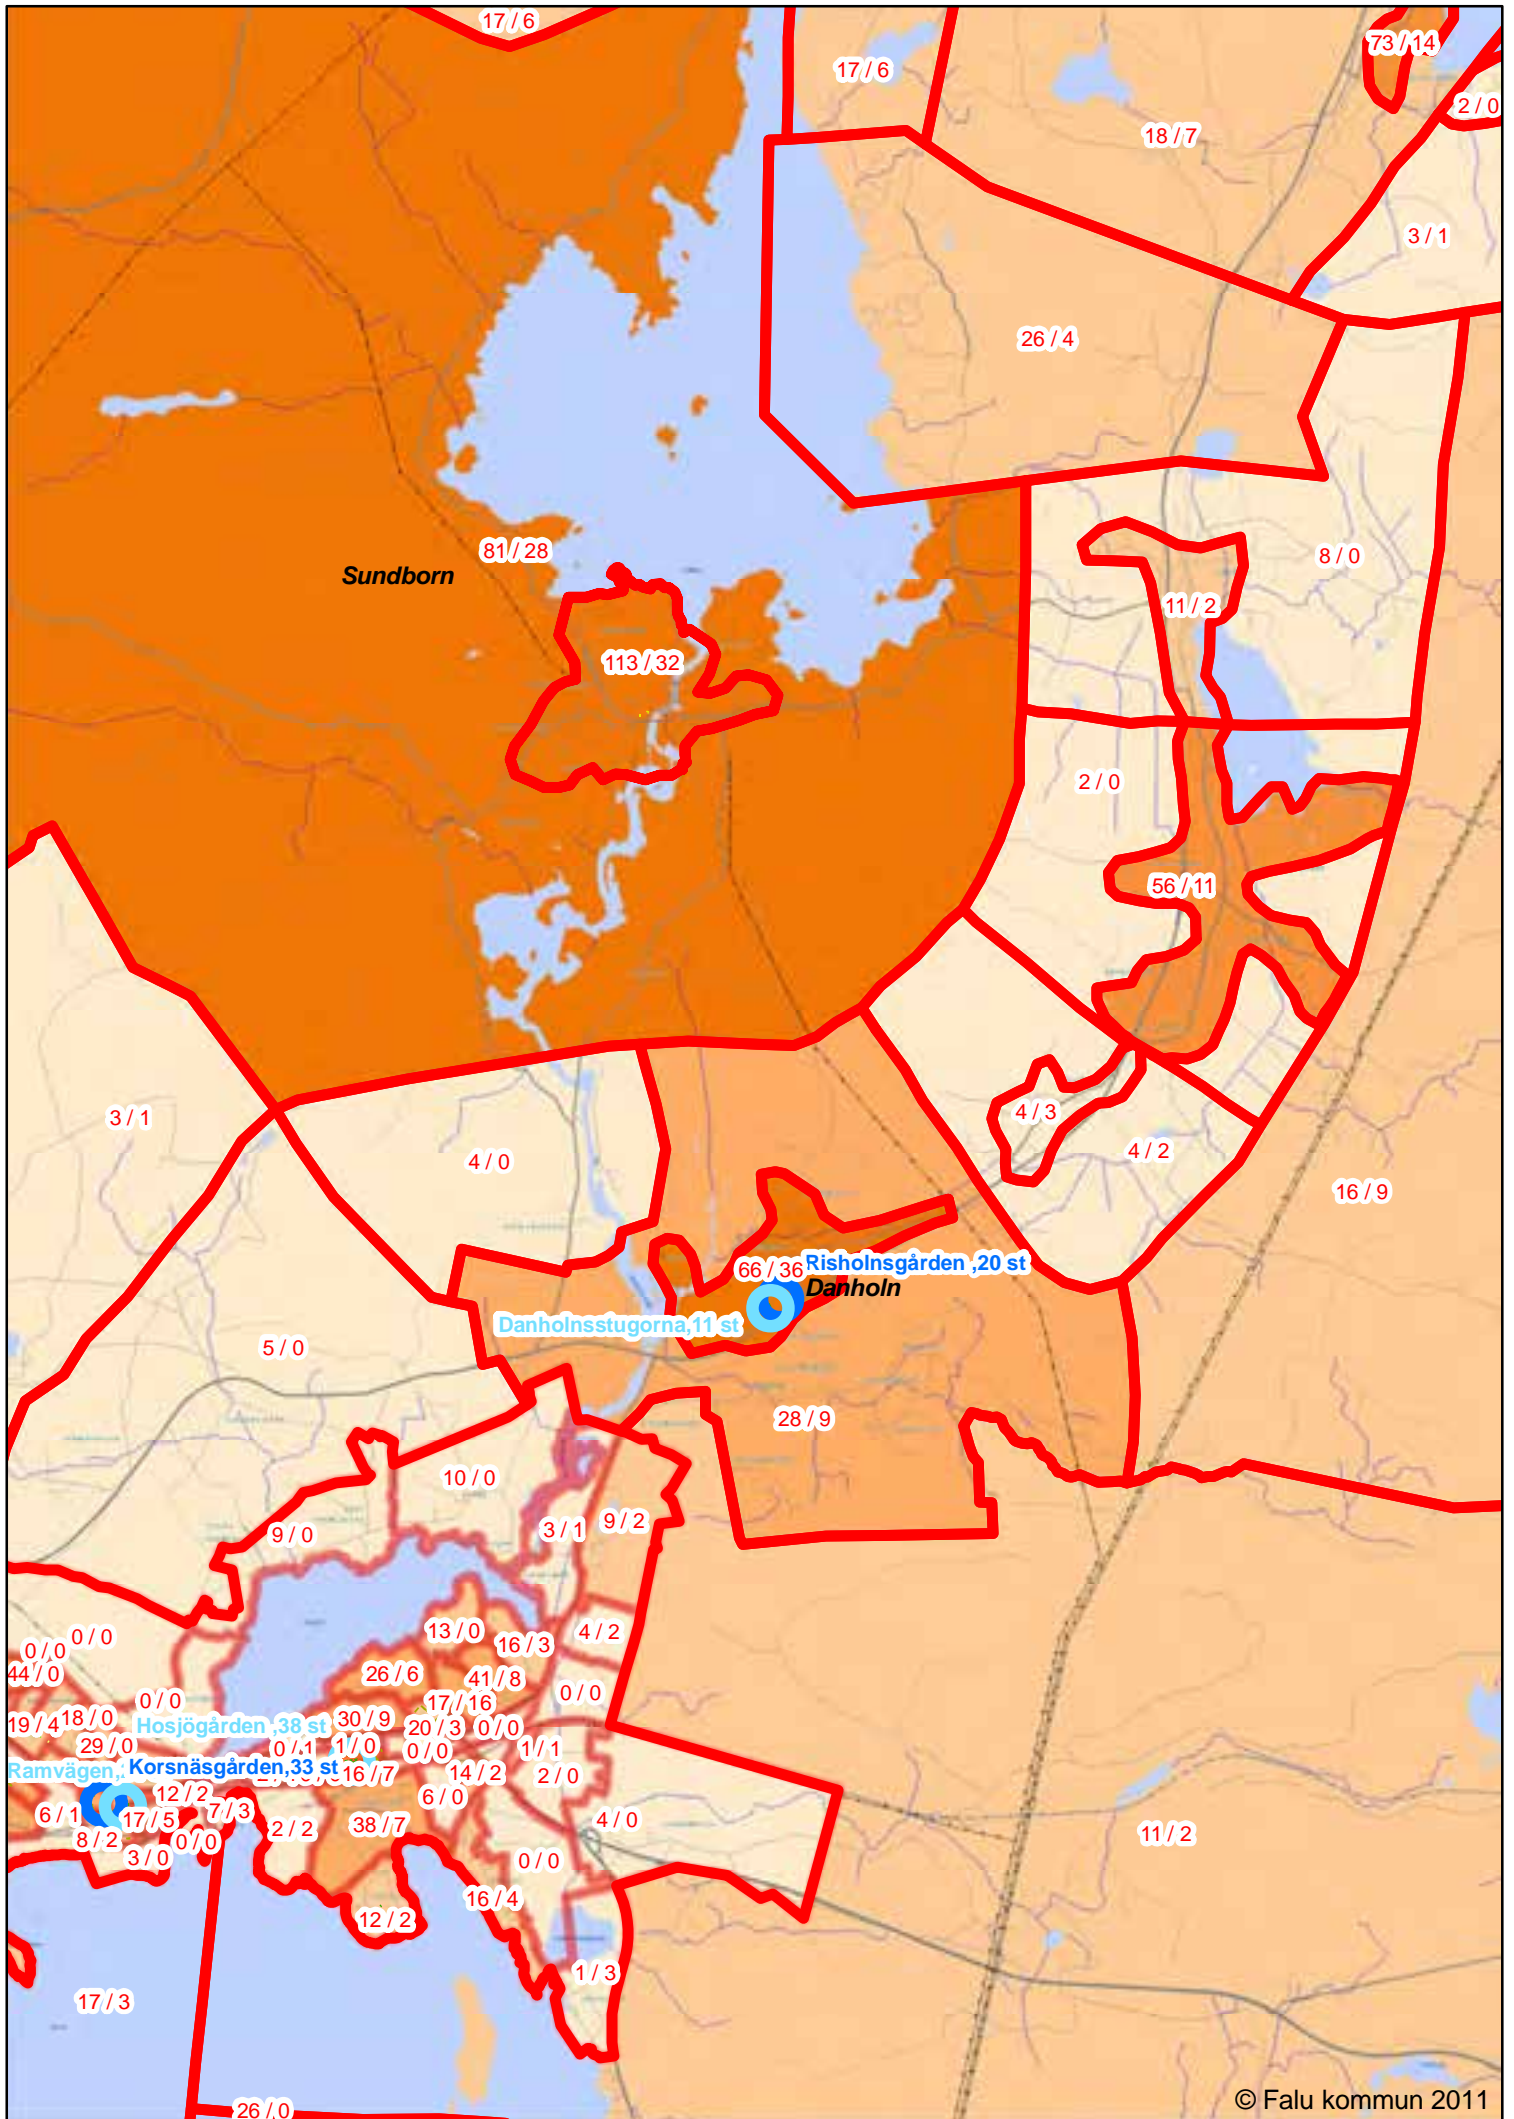 17 / 6
17 / 6
73 / 14
2 / 0
18 / 7
3 / 1
26 / 4
81 / 28
Sundborn
8 / 0
11 / 2
113 / 32
2 / 0
56 / 11
3 / 1
4 / 3
4 / 0
4 / 2
16 / 9
66 / 36
Risholnsgården ,20 st
Danholn
Danholnsstugorna,11 st
5 / 0
28 / 9
10 / 0
9 / 0
3 / 1
9 / 2
13 / 0
16 / 3
4 / 2
0 / 0
0 / 0
44 / 0
26 / 6
41 / 8
0 / 0
0 / 0
17 / 16
19 / 4
18 / 0
30 / 9
20 / 3
0 / 0
Hosjögården ,38 st
29 / 0
0 / 1
1 / 0
0 / 0
1 / 1
Ramvägen,
Korsnäsgården,33 st
16 / 7
14 / 2
2 / 0
12 / 2
6 / 0
6 / 1
17 / 5
7 / 3
2 / 2
38 / 7
4 / 0
8 / 2
0 / 0
3 / 0
0 / 0
11 / 2
16 / 4
12 / 2
1 / 3
17 / 3
26 / 0
© Falu kommun 2011